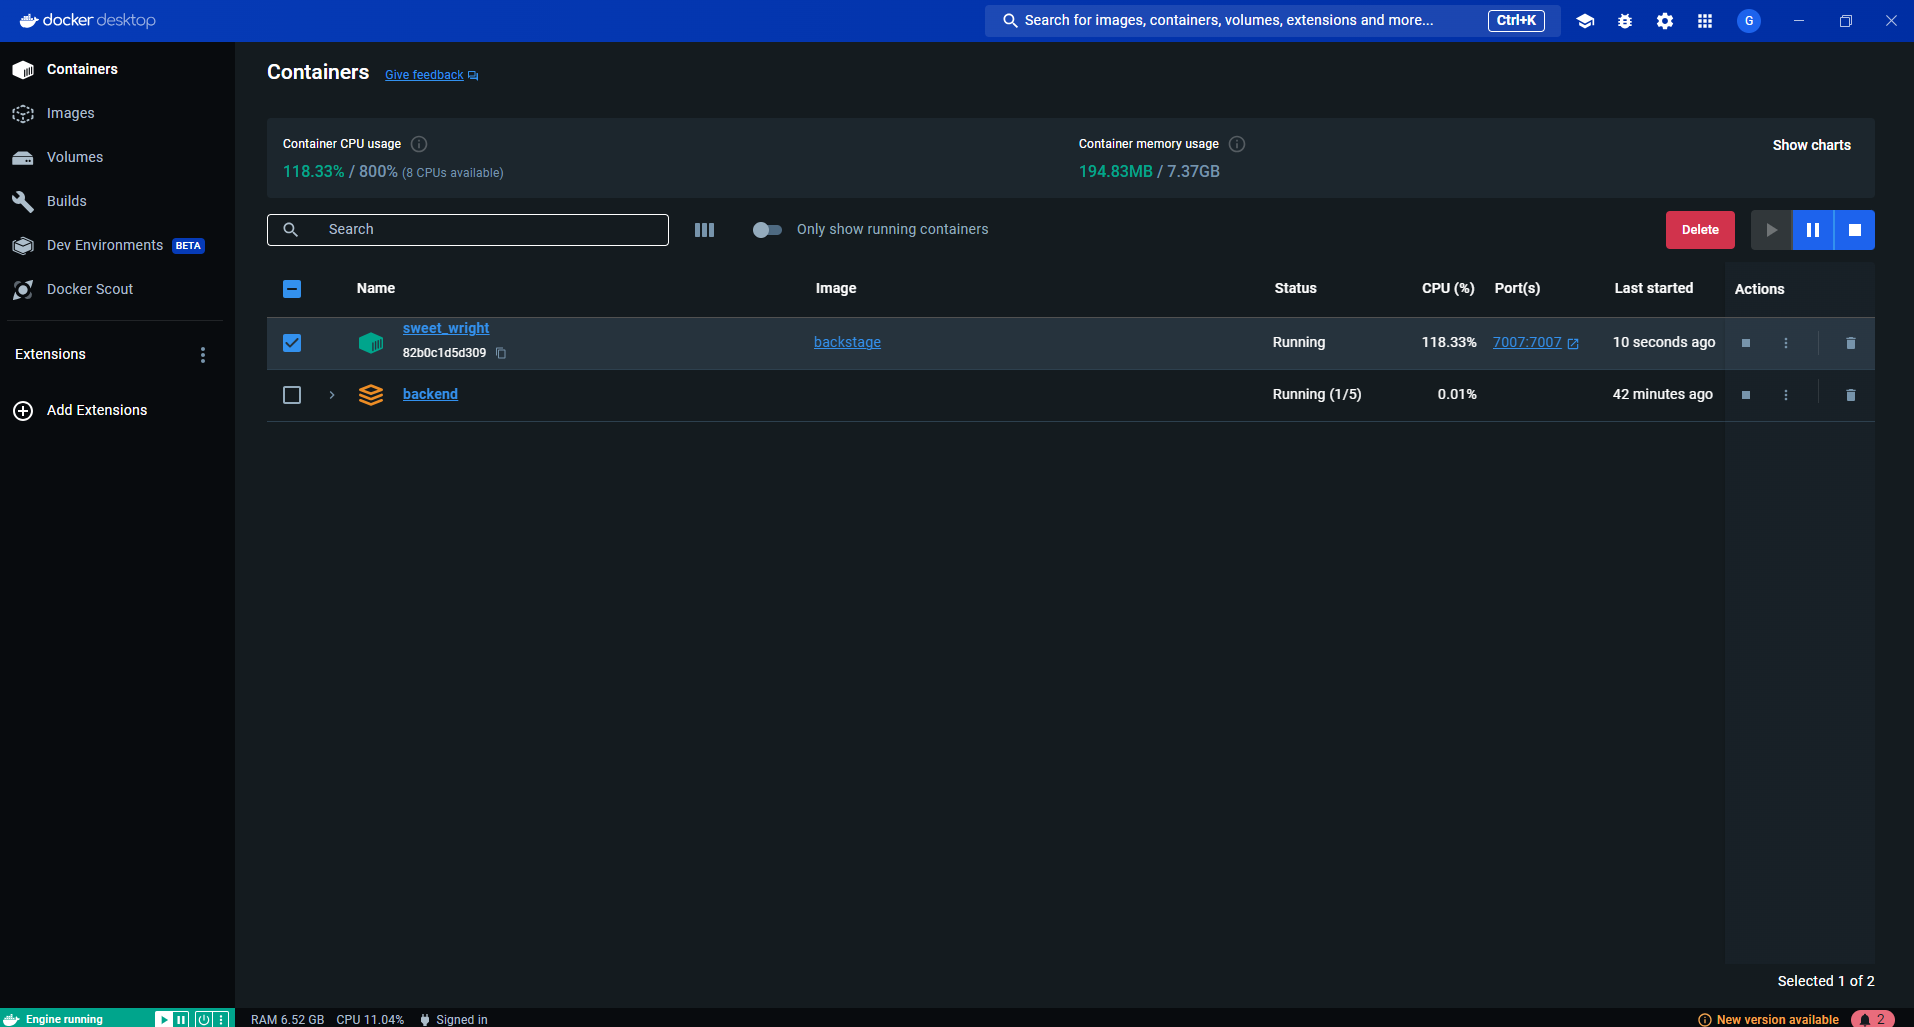 docker desktop
Search for images, containers, volumes, extensions and more...
Ctrl+K
G
Containers
Images
Volumes
Builds
Dev Environments BETA
Docker Scout
Extensions
Add Extensions
Containers Give feedback
Container CPU usage
118.33% / 800% (8 CPUs available)
Container memory usage
194.83MB / 7.37GB
Show charts
Search
Only show running containers
Delete
Name Image Status CPU (%) Port(s) Last started Actions
sweet_wright
82b0c1d5d309
backstage Running 118.33% 7007:7007 10 seconds ago
backend Running (1/5) 0.01% 42 minutes ago
Selected 1 of 2
Engine running
RAM 6.52 GB CPU 11.04% Signed in
New version available
2